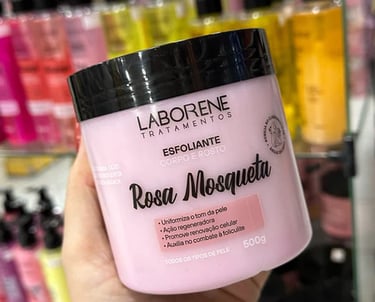 LABORENE
TRATAMENTOS
ESFOLIANTE
CORPO E ROSTO
Rosa Mosqueta
• Uniformiza o tom da pele
• Ação regeneradora
• Promove renovação celular
• Auxilia no combate à foliculite
TODOS OS TIPOS DE PELE
500g